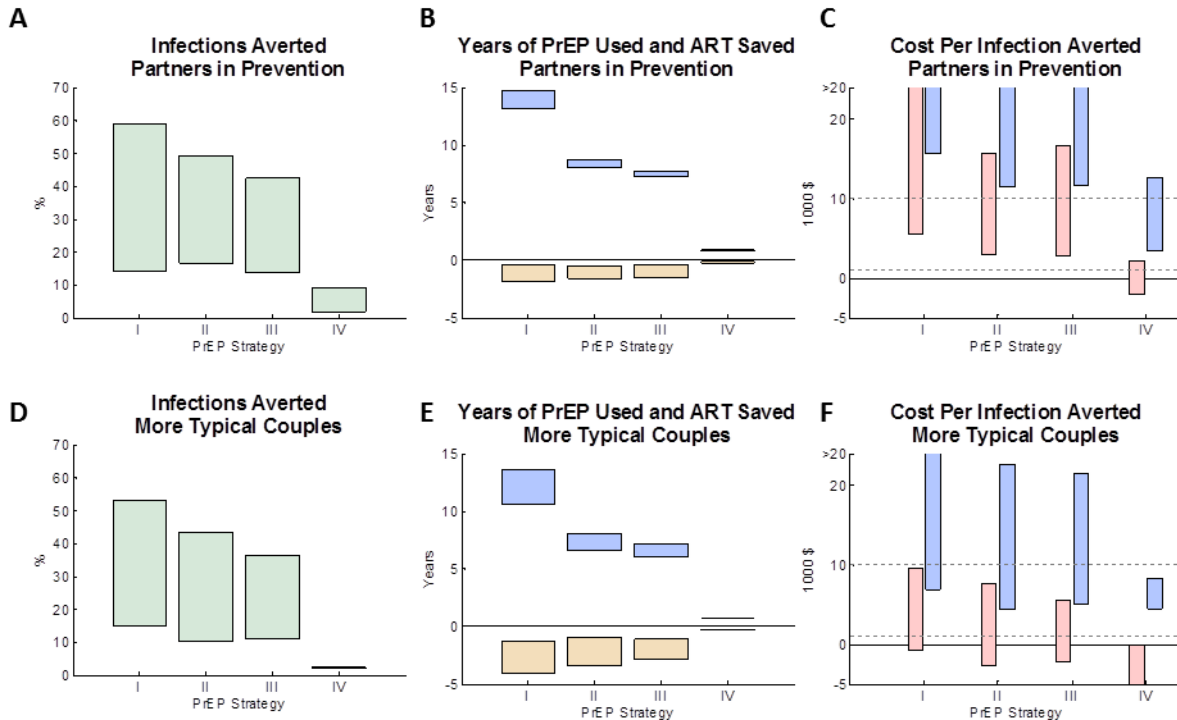 A
Infections Averted
Partners in Prevention
70
60
50
40
30
20
10
0
%
I II III IV
PrEP Strategy
B
Years of PrEP Used and ART Saved
Partners in Prevention
15
10
5
0
-5
Years
I II III IV
PrEP Strategy
C
Cost Per Infection Averted
Partners in Prevention
>20
20
10
0
-5
1000 $
I II III IV
PrEP Strategy
D
Infections Averted
More Typical Couples
70
60
50
40
30
20
10
0
%
I II III IV
PrEP Strategy
E
Years of PrEP Used and ART Saved
More Typical Couples
15
10
5
0
-5
Years
I II III IV
PrEP Strategy
F
Cost Per Infection Averted
More Typical Couples
>20
20
10
0
-5
1000 $
I II III IV
PrEP Strategy